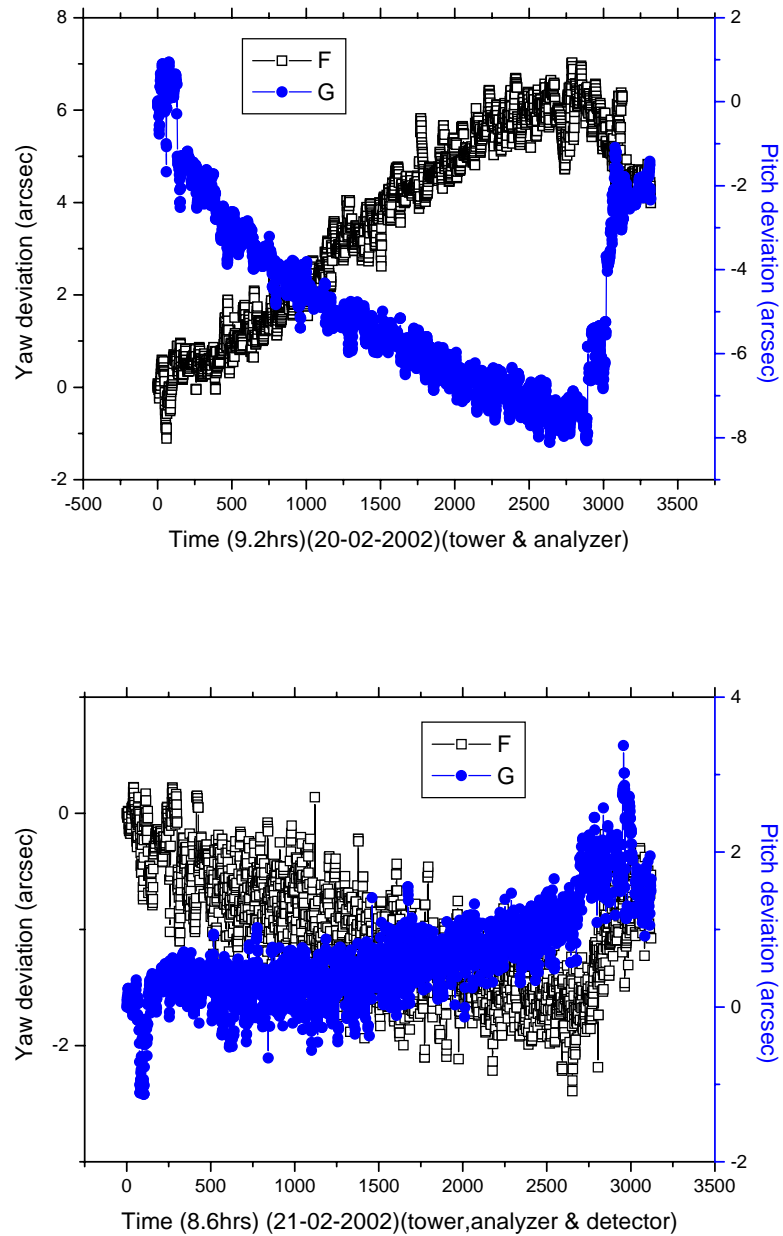 8
6
4
2
0
-2
Yaw deviation (arcsec)
F
G
2
0
-2
-4
-6
-8
Pitch deviation (arcsec)
-500 0 500 1000 1500 2000 2500 3000 3500
Time (9.2hrs)(20-02-2002)(tower & analyzer)
0
-2
Yaw deviation (arcsec)
F
G
4
2
0
-2
Pitch deviation (arcsec)
0 500 1000 1500 2000 2500 3000 3500
Time (8.6hrs) (21-02-2002)(tower,analyzer & detector)